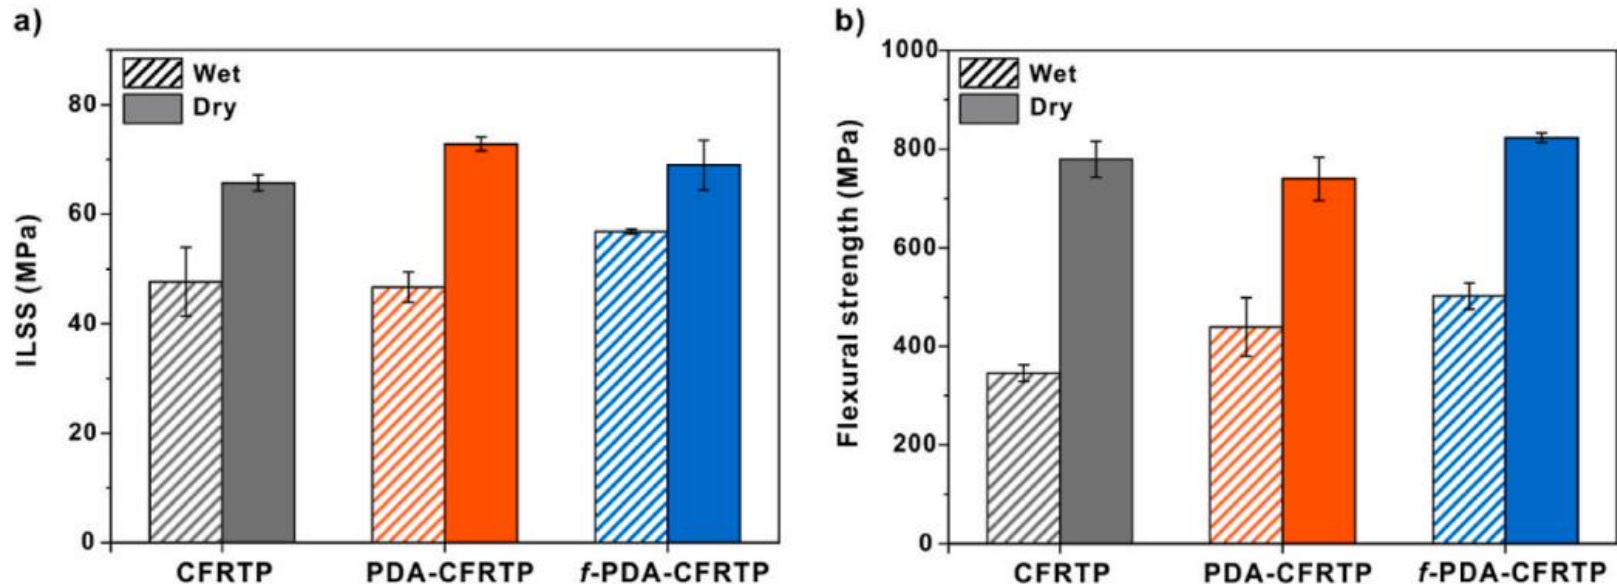 a)
Wet
Dry
80
60
40
20
0
ILSS (MPa)
CFRTP PDA-CFRTP f-PDA-CFRTP
b)
Wet
Dry
1000
800
600
400
200
0
Flexural strength (MPa)
CFRTP PDA-CFRTP f-PDA-CFRTP